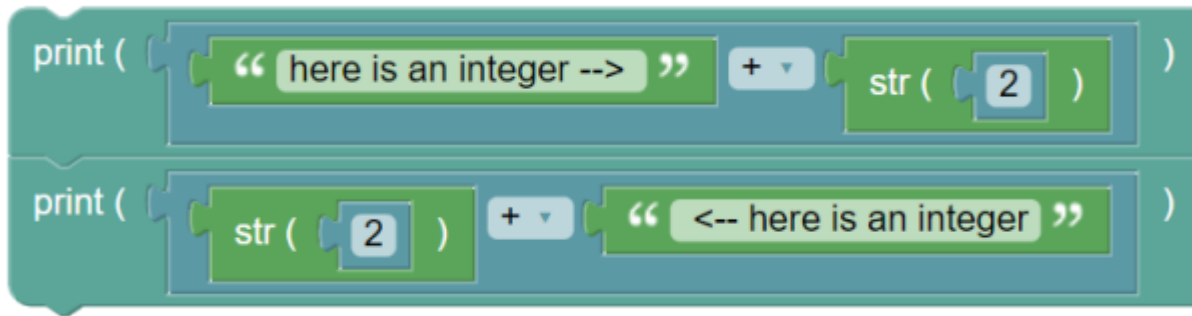 print ( “ here is an integer --> ” + str ( 2 ) )
print ( str ( 2 ) + “ <-- here is an integer ” )